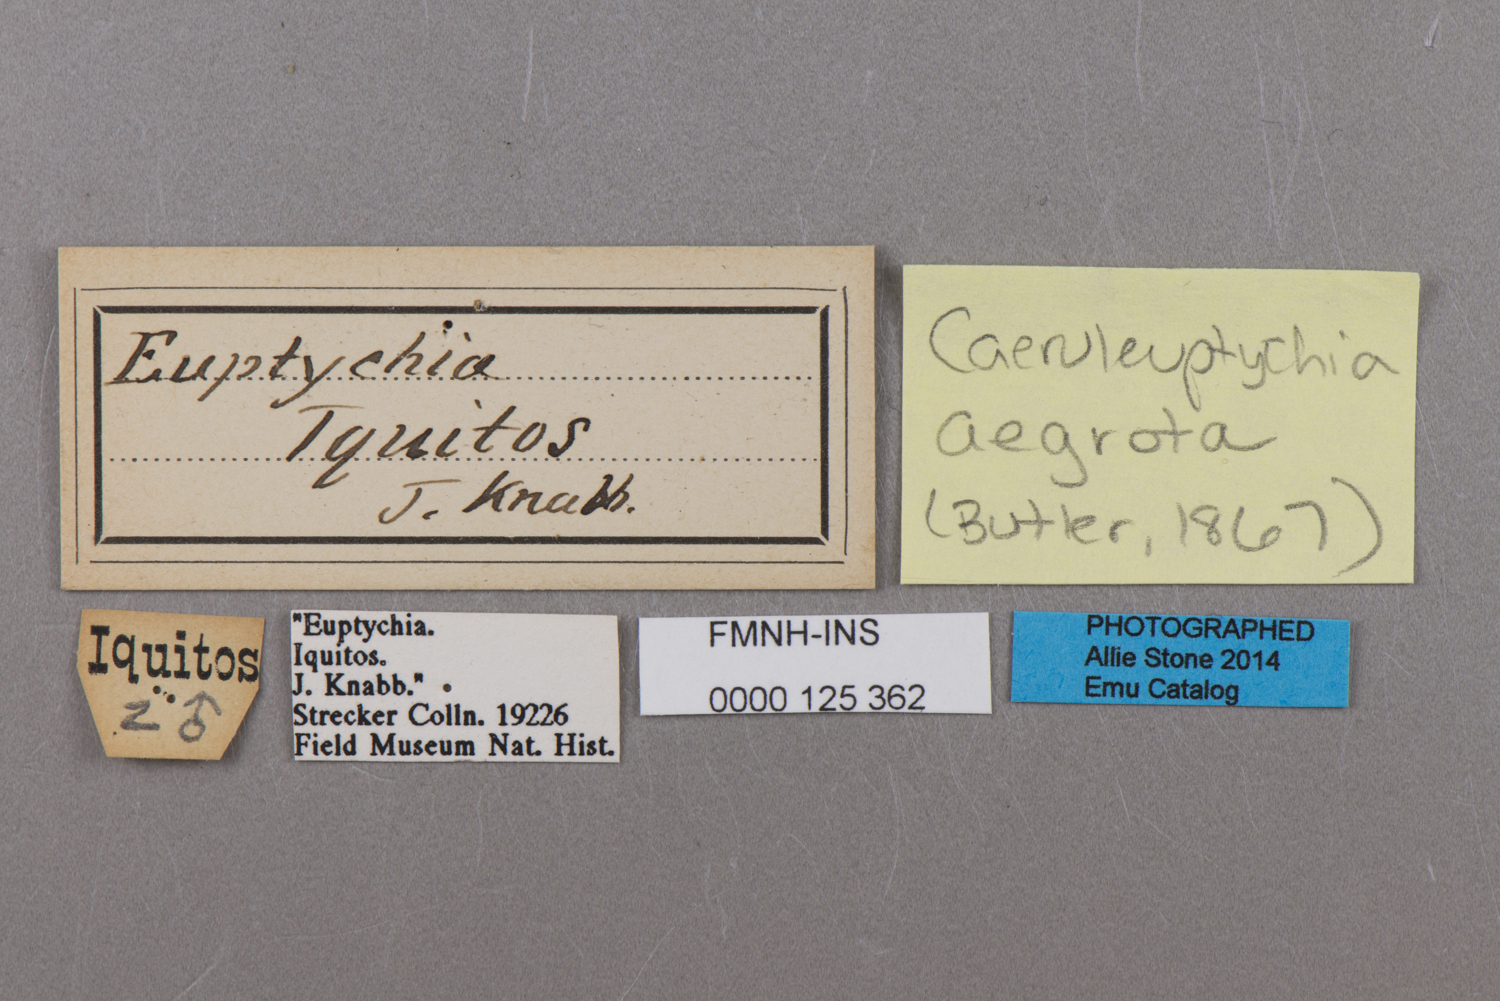 Euptychia
Iquitos
J. Knabb.
Caeruleuptychia
aegrota
(Butler, 1867)
Iquitos
2 ♂
"Euptychia.
Iquitos.
J. Knabb."
Strecker Colln. 19226
Field Museum Nat. Hist.
FMNH-INS
0000 125 362
PHOTOGRAPHED
Allie Stone 2014
Emu Catalog